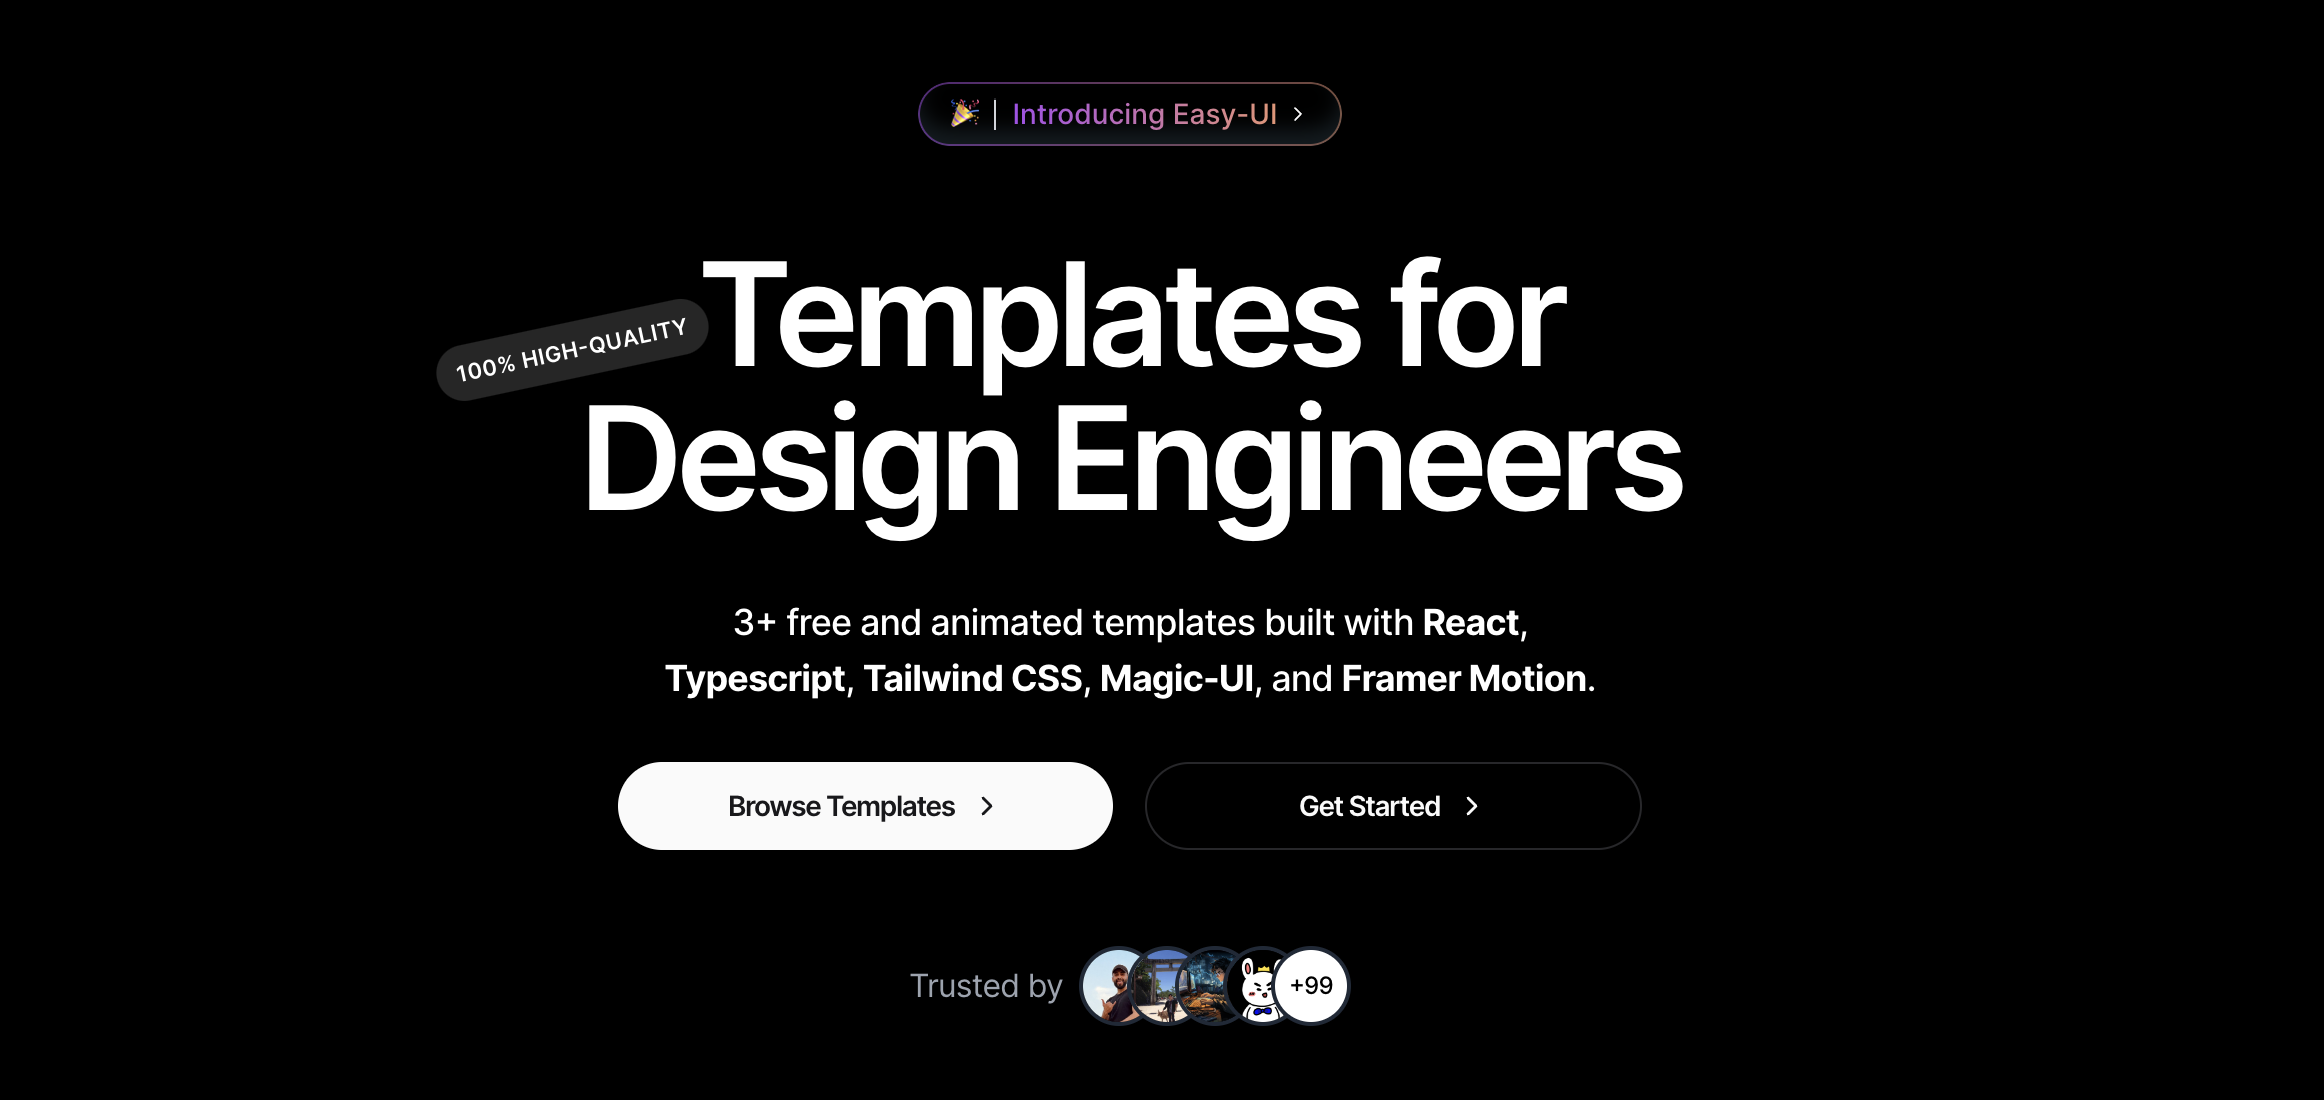 🎉 | Introducing Easy-UI
100% HIGH-QUALITY
Templates for
Design Engineers
3+ free and animated templates built with React,
Typescript, Tailwind CSS, Magic-UI, and Framer Motion.
Browse Templates
Get Started
Trusted by
+99